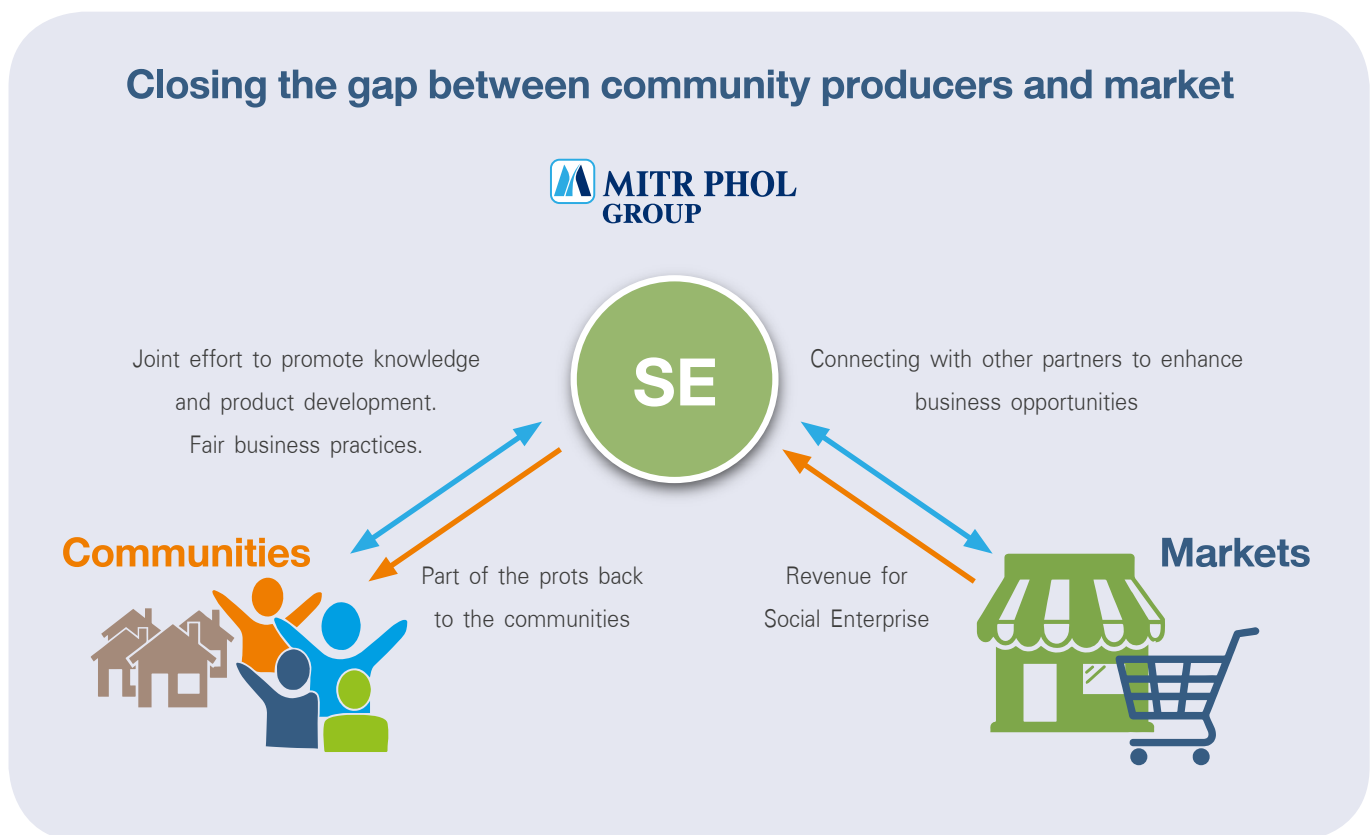 Closing the gap between community producers and market
MITR PHOL
GROUP
SE
Joint effort to promote knowledge
and product development.
Fair business practices.
Connecting with other partners to enhance
business opportunities
Communities
Part of the prots back
to the communities
Revenue for
Social Enterprise
Markets